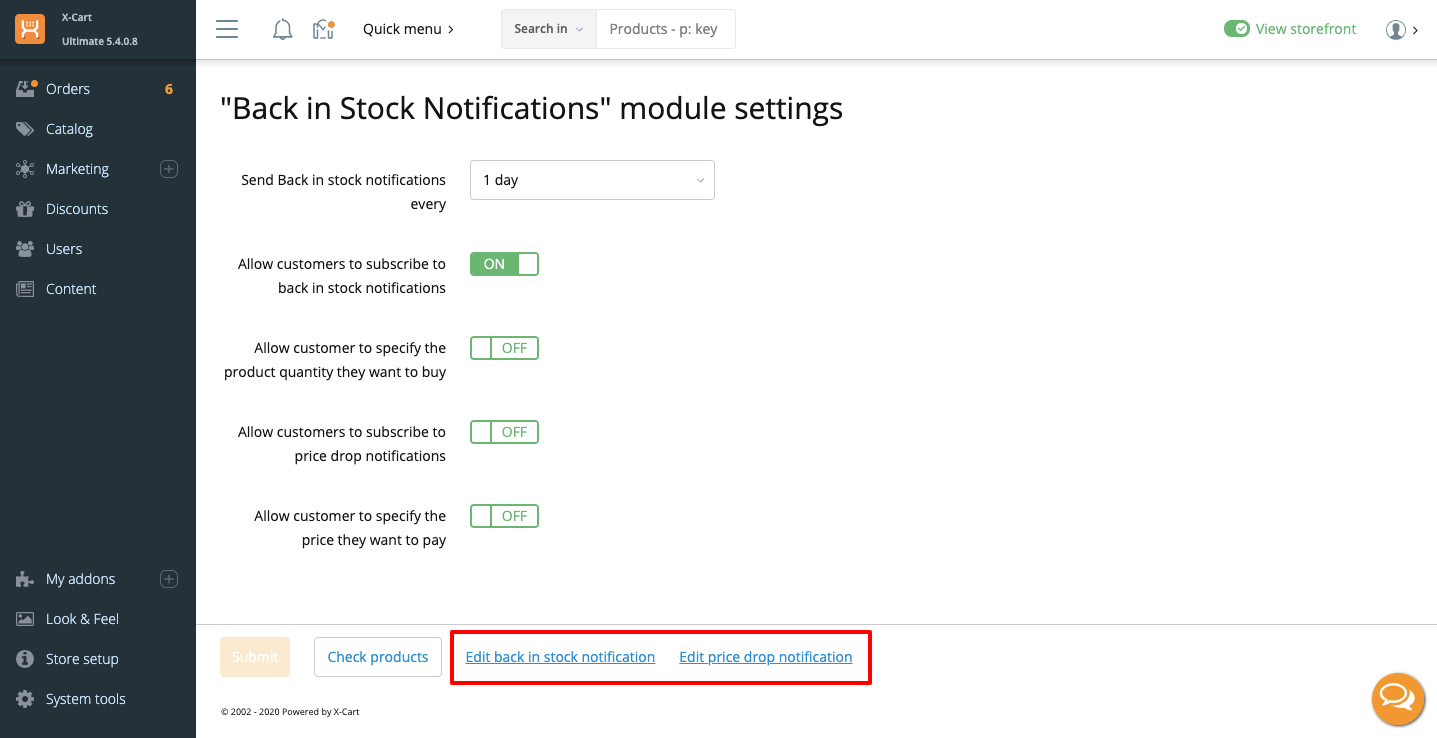 X-Cart
Ultimate 5.4.0.8
Quick menu
Search in
Products - p: key
View storefront
Orders 6
Catalog
Marketing
Discounts
Users
Content
My addons
Look & Feel
Store setup
System tools
"Back in Stock Notifications" module settings
Send Back in stock notifications
every
1 day
Allow customers to subscribe to
back in stock notifications
ON
Allow customer to specify the
product quantity they want to buy
OFF
Allow customers to subscribe to
price drop notifications
OFF
Allow customer to specify the
price they want to pay
OFF
Submit
Check products
Edit back in stock notification
Edit price drop notification
© 2002 - 2020 Powered by X-Cart